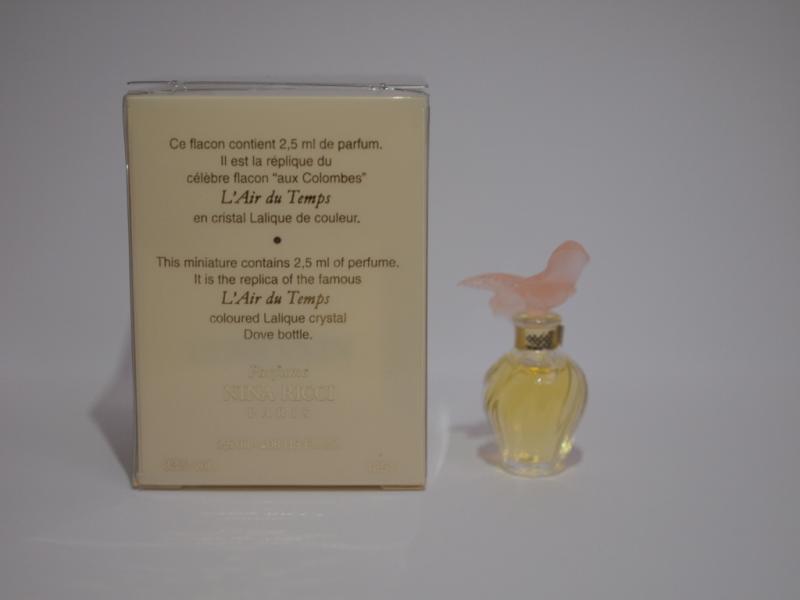 Ce flacon contient 2,5 ml de parfum.
Il est la réplique du
célèbre flacon "aux Colombes"
L'Air du Temps
en cristal Lalique de couleur.
•
This miniature contains 2,5 ml of perfume.
It is the replica of the famous
L'Air du Temps
coloured Lalique crystal
Dove bottle.
Parfums
NINA RICCI
PARIS